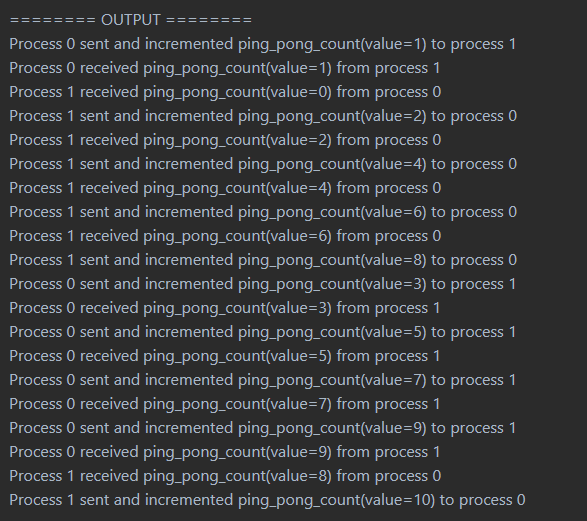 ======== OUTPUT ========
Process 0 sent and incremented ping_pong_count(value=1) to process 1
Process 0 received ping_pong_count(value=1) from process 1
Process 1 received ping_pong_count(value=0) from process 0
Process 1 sent and incremented ping_pong_count(value=2) to process 0
Process 1 received ping_pong_count(value=2) from process 0
Process 1 sent and incremented ping_pong_count(value=4) to process 0
Process 1 received ping_pong_count(value=4) from process 0
Process 1 sent and incremented ping_pong_count(value=6) to process 0
Process 1 received ping_pong_count(value=6) from process 0
Process 1 sent and incremented ping_pong_count(value=8) to process 0
Process 0 sent and incremented ping_pong_count(value=3) to process 1
Process 0 received ping_pong_count(value=3) from process 1
Process 0 sent and incremented ping_pong_count(value=5) to process 1
Process 0 received ping_pong_count(value=5) from process 1
Process 0 sent and incremented ping_pong_count(value=7) to process 1
Process 0 received ping_pong_count(value=7) from process 1
Process 0 sent and incremented ping_pong_count(value=9) to process 1
Process 0 received ping_pong_count(value=9) from process 1
Process 1 received ping_pong_count(value=8) from process 0
Process 1 sent and incremented ping_pong_count(value=10) to process 0